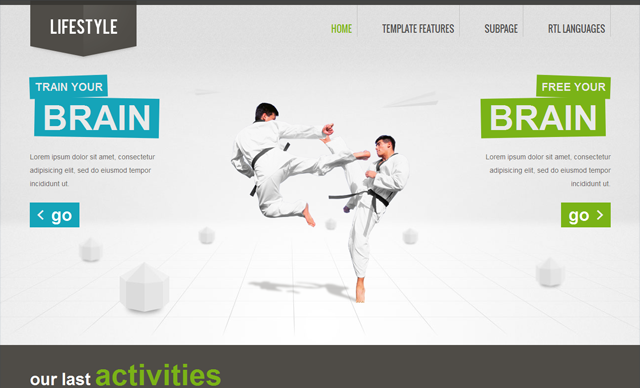 LIFESTYLE
HOME TEMPLATE FEATURES SUBPAGE RTL LANGUAGES
TRAIN YOUR
BRAIN
Lorem ipsum dolor sit amet, consectetur
adipisicing elit, sed do eiusmod tempor
incididunt ut
go
FREE YOUR
BRAIN
Lorem ipsum dolor sit amet, consectetur
adipisicing elit, sed do eiusmod tempor
incididunt ut
go
our last activities